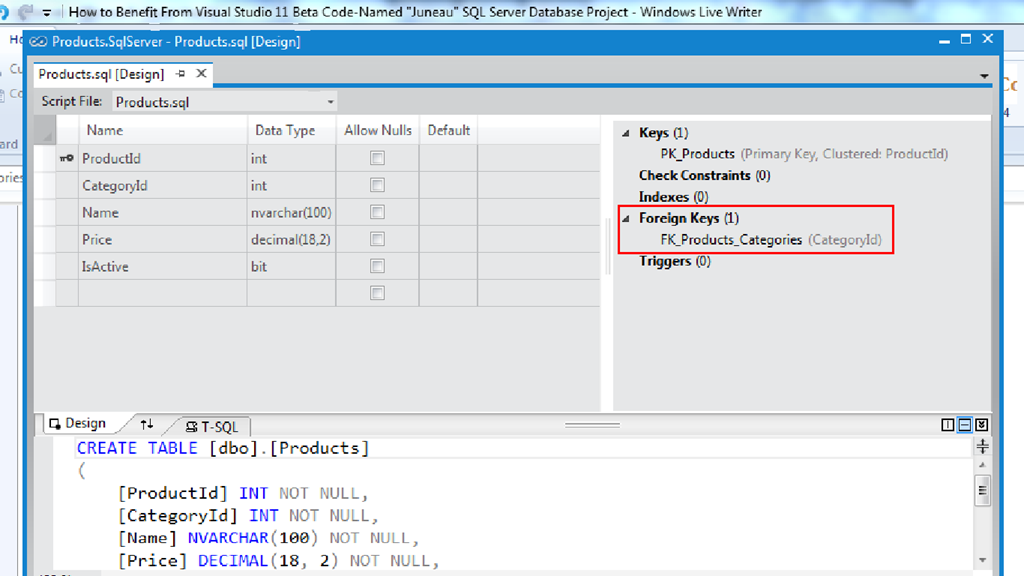 How to Benefit From Visual Studio 11 Beta Code-Named "Juneau" SQL Server Database Project - Windows Live Writer
Products.SqlServer - Products.sql [Design]
Products.sql [Design]
Script File: Products.sql
Name Data Type Allow Nulls Default
ProductId int
CategoryId int
Name nvarchar(100)
Price decimal(18,2)
IsActive bit
Keys (1)
PK_Products (Primary Key, Clustered: ProductId)
Check Constraints (0)
Indexes (0)
Foreign Keys (1)
FK_Products_Categories (CategoryId)
Triggers (0)
Design T-SQL
CREATE TABLE [dbo].[Products]
(
[ProductId] INT NOT NULL,
[CategoryId] INT NOT NULL,
[Name] NVARCHAR(100) NOT NULL,
[Price] DECIMAL(18, 2) NOT NULL,